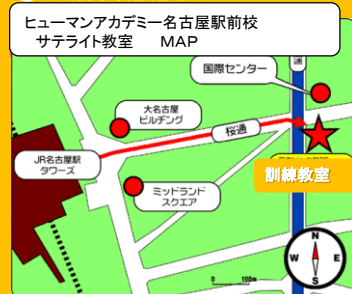 ヒューマンアカデミー名古屋駅前校
サテライト教室 MAP
国際センター
大名古屋
ビルヂング
桜通
JR名古屋駅
タワーズ
訓練教室
ミッドランド
スクエア
N
W E
S
0 100m